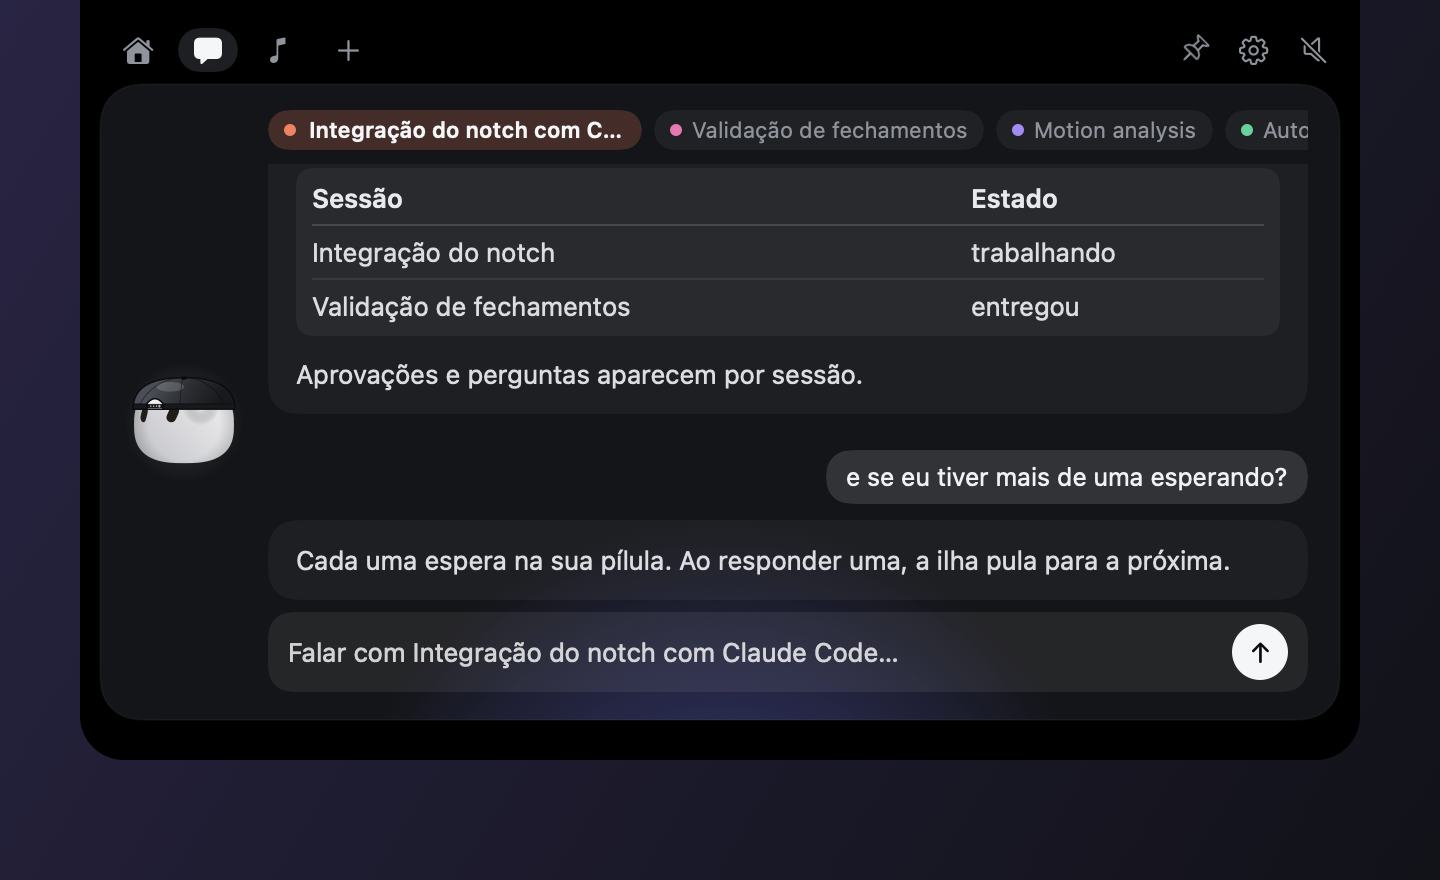 Integração do notch com C...
Validação de fechamentos
Motion analysis
Auto
Sessão Estado
Integração do notch trabalhando
Validação de fechamentos entregou
Aprovações e perguntas aparecem por sessão.
e se eu tiver mais de uma esperando?
Cada uma espera na sua pílula. Ao responder uma, a ilha pula para a próxima.
Falar com Integração do notch com Claude Code...